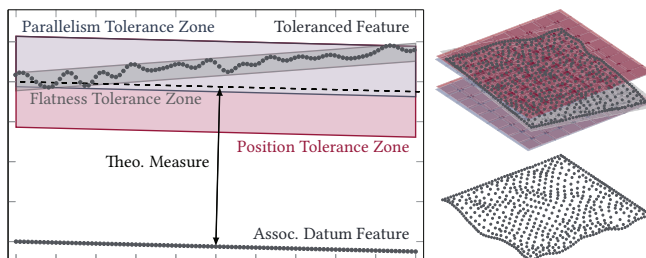 Parallelism Tolerance Zone
Toleranced Feature
Flatness Tolerance Zone
Position Tolerance Zone
Theo. Measure
Assoc. Datum Feature